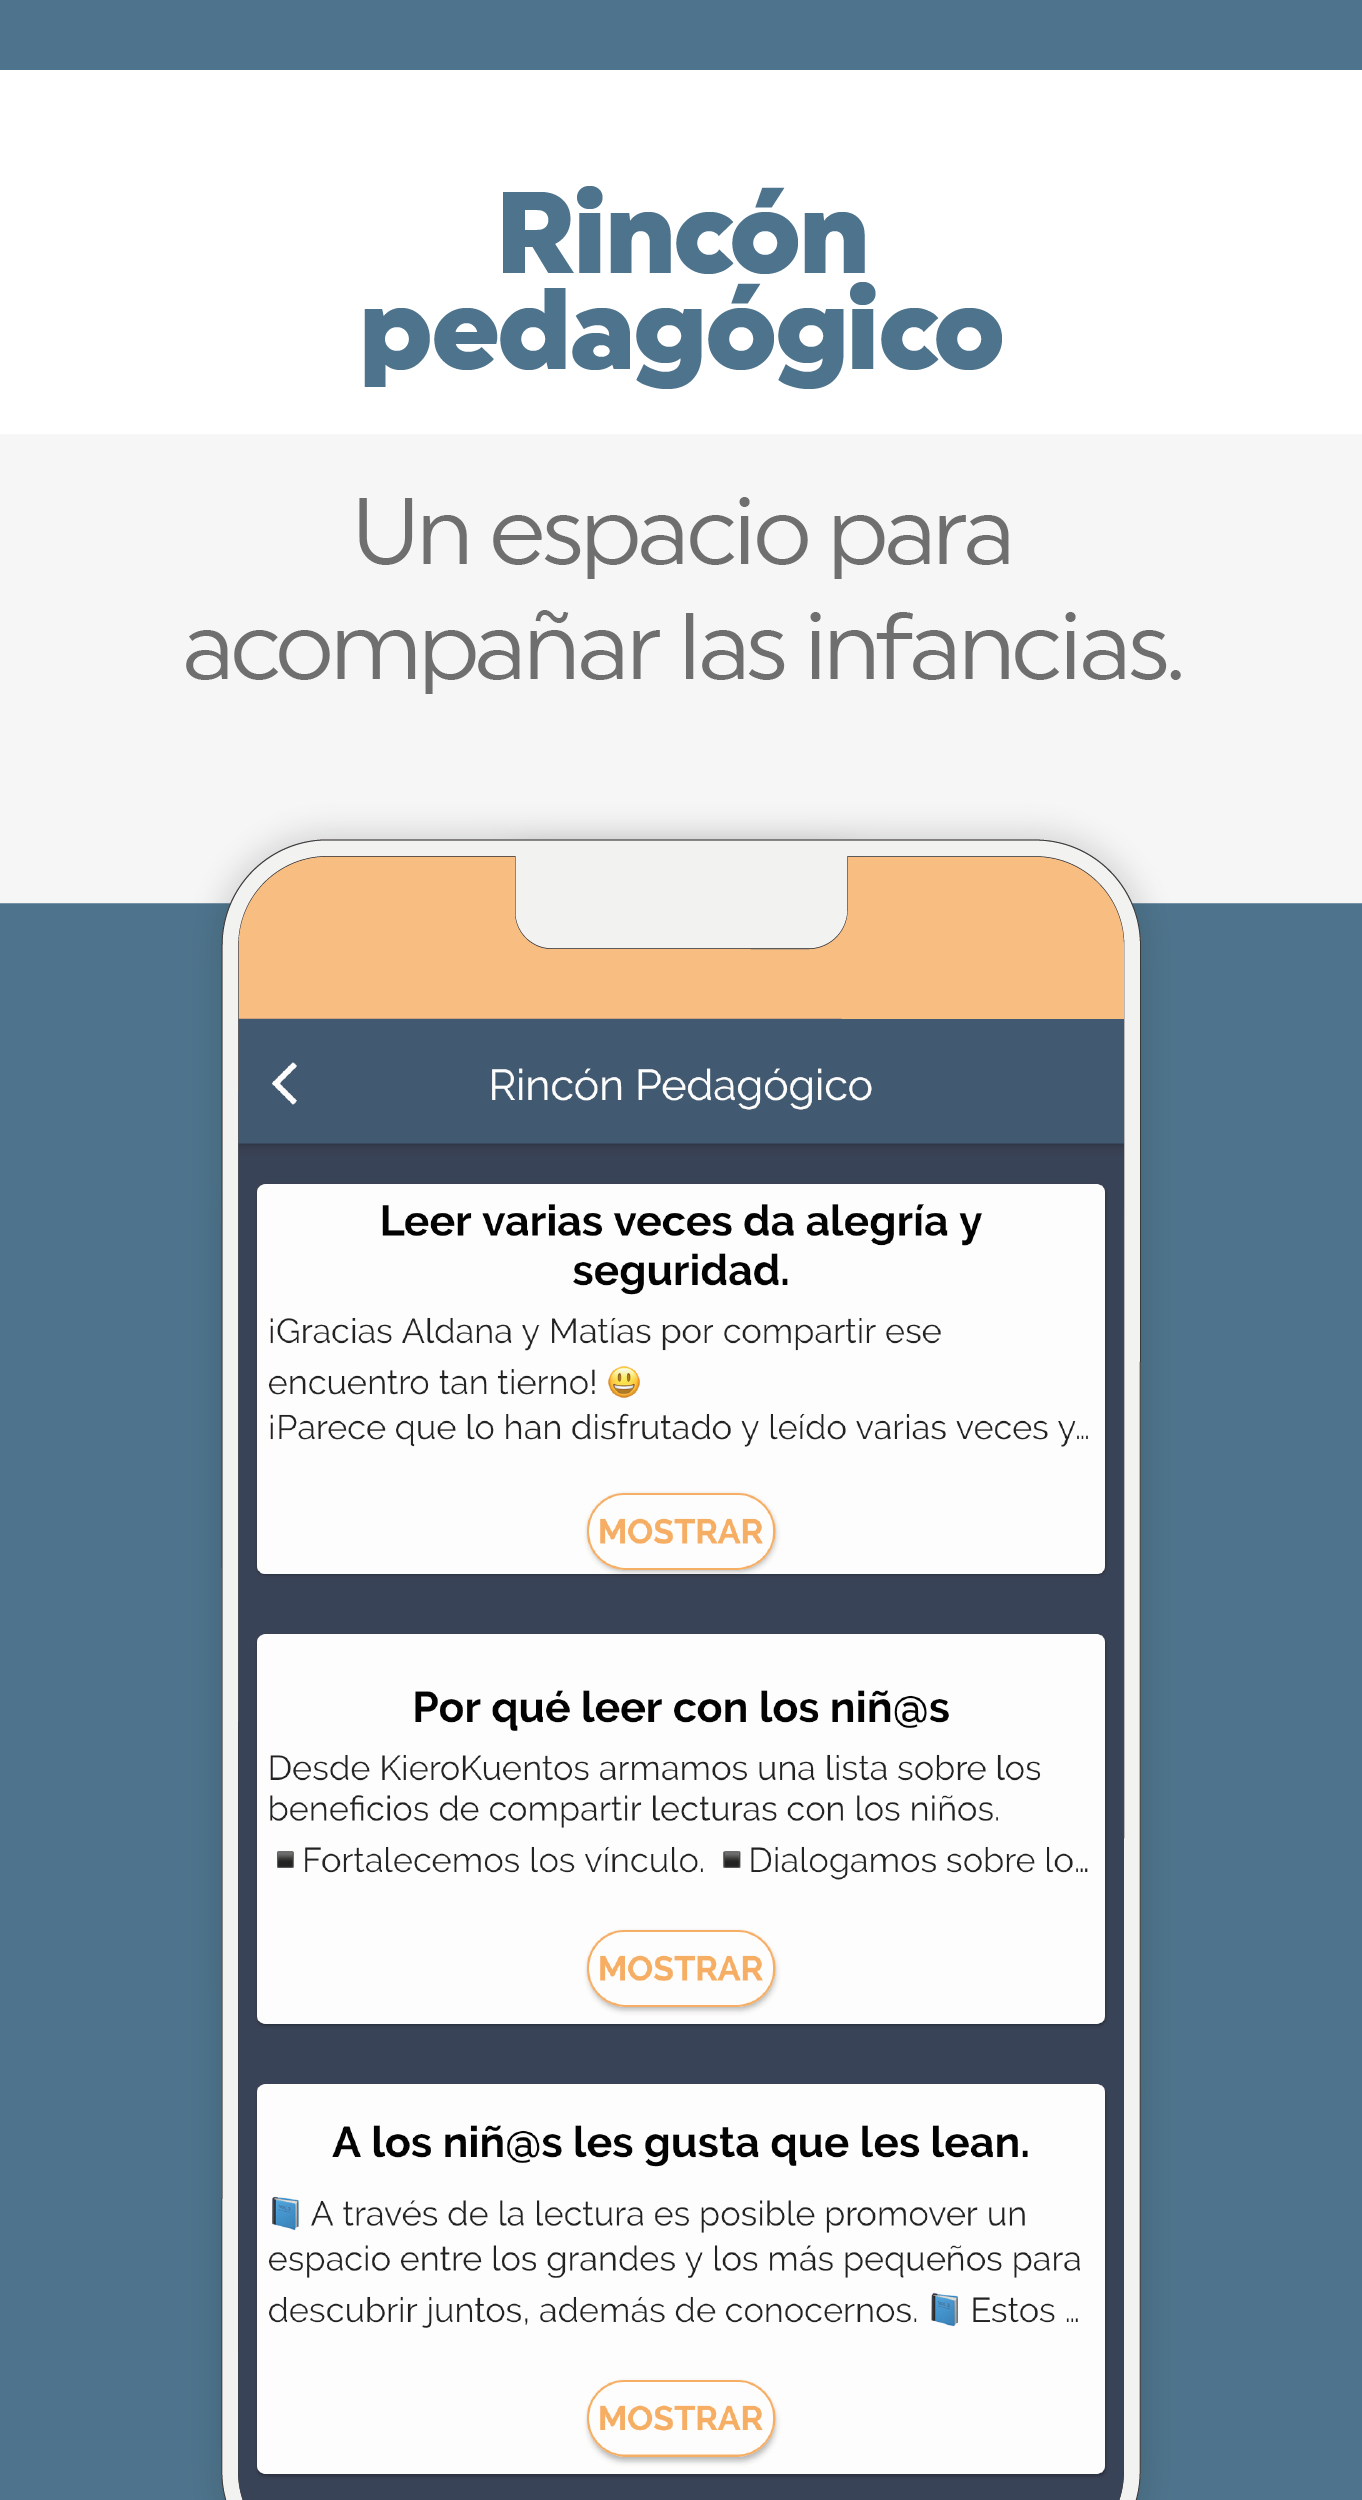 Rincón
pedagógico
Un espacio para
acompañar las infancias.
Rincón Pedagógico
Leer varias veces da alegría y
seguridad.
¡Gracias Aldana y Matías por compartir ese
encuentro tan tierno! 😃
¡Parece que lo han disfrutado y leído varias veces y...
MOSTRAR
Por qué leer con los niñ@s
Desde KieroKuentos armamos una lista sobre los
beneficios de compartir lecturas con los niños.
◾Fortalecemos los vínculo. ◾Dialogamos sobre lo...
MOSTRAR
A los niñ@s les gusta que les lean.
📘 A través de la lectura es posible promover un
espacio entre los grandes y los más pequeños para
descubrir juntos, además de conocernos. 📘 Estos ...
MOSTRAR